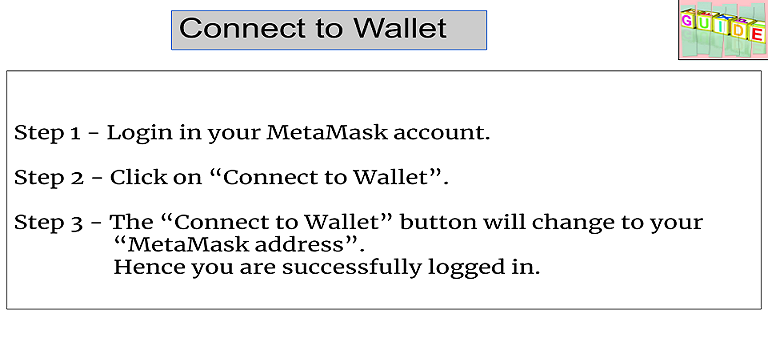 Connect to Wallet
GUIDE
Step 1 – Login in your MetaMask account.
Step 2 – Click on “Connect to Wallet”.
Step 3 – The “Connect to Wallet” button will change to your
“MetaMask address”.
Hence you are successfully logged in.